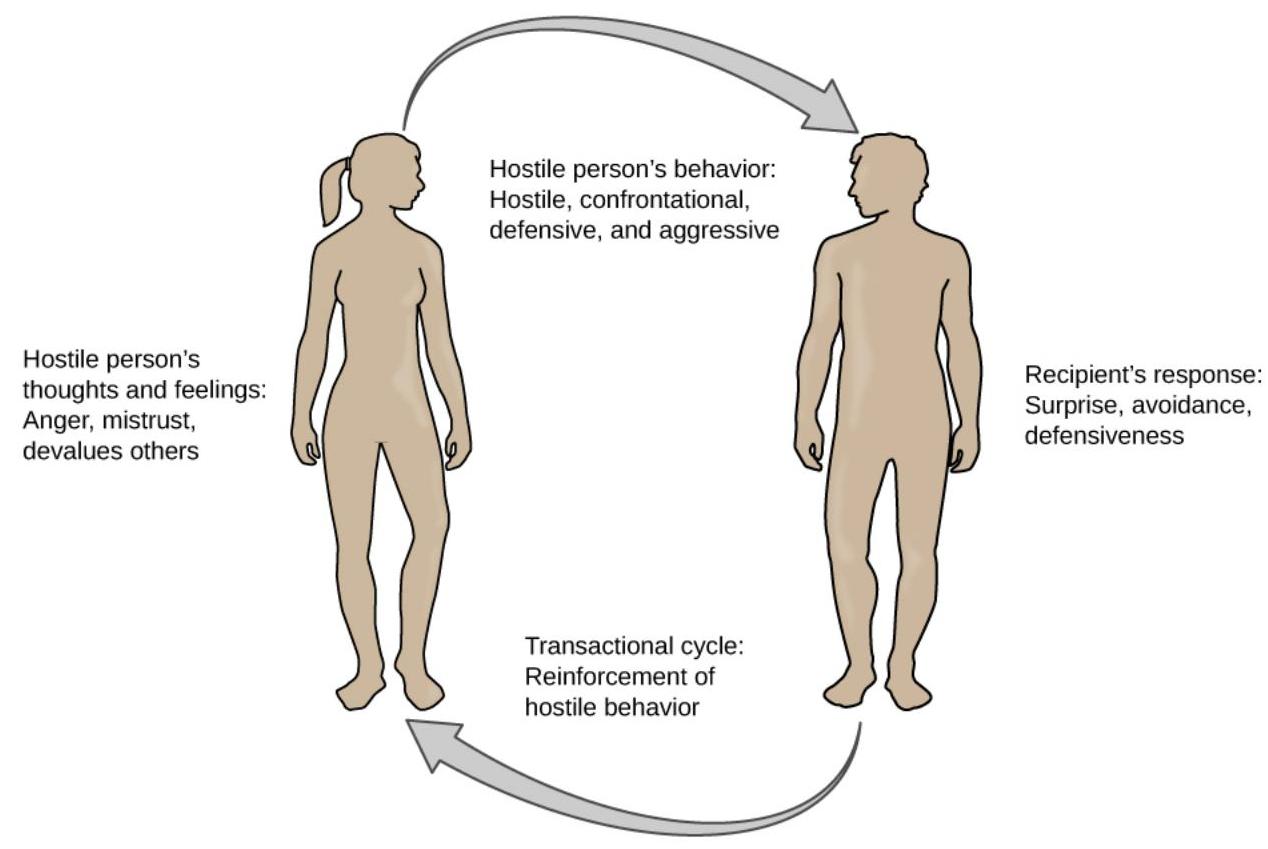 Hostile person’s behavior:
Hostile, confrontational,
defensive, and aggressive
Hostile person’s
thoughts and feelings:
Anger, mistrust,
devalues others
Recipient’s response:
Surprise, avoidance,
defensiveness
Transactional cycle:
Reinforcement of
hostile behavior